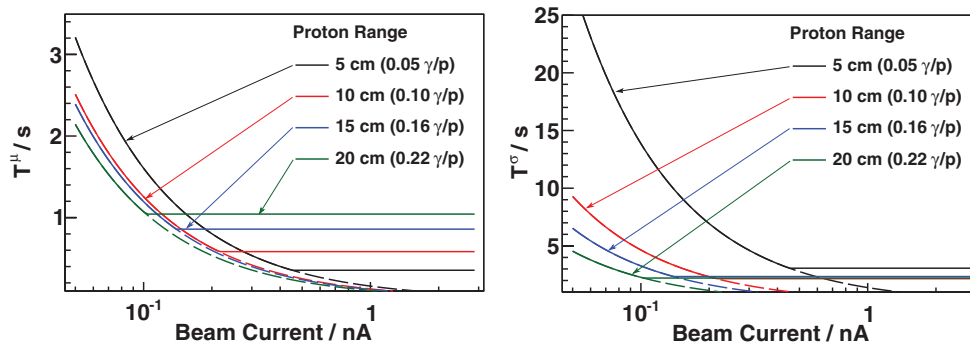 Proton Range
5 cm (0.05 γ/p)
10 cm (0.10 γ/p)
15 cm (0.16 γ/p)
20 cm (0.22 γ/p)
T^μ / s
3
2
1
10^-1
1
Beam Current / nA
Proton Range
5 cm (0.05 γ/p)
10 cm (0.10 γ/p)
15 cm (0.16 γ/p)
20 cm (0.22 γ/p)
T^σ / s
25
20
15
10
5
10^-1
1
Beam Current / nA